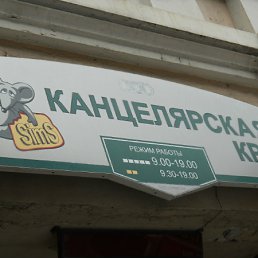 SimS
КАНЦЕЛЯРСКАЯ
КР
РЕЖИМ РАБОТЫ
9.00-19.00
9.30-19.00